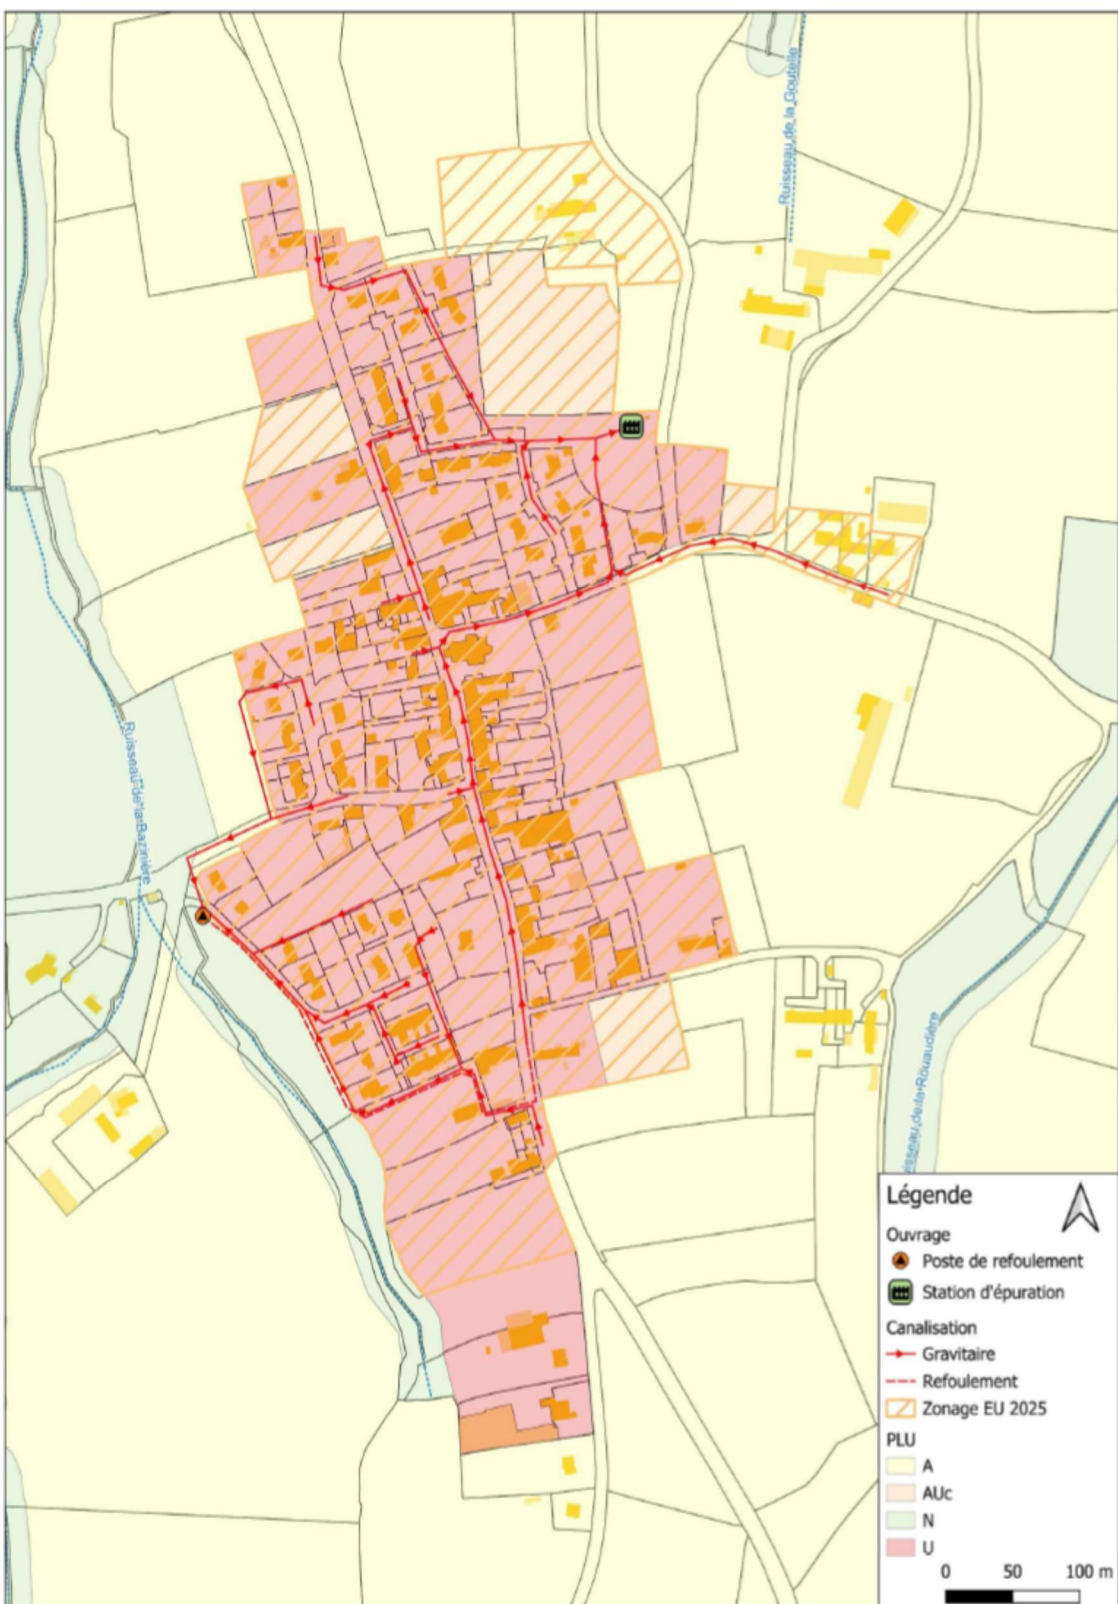 Ruisseau de la Goutelle
Ruisseau de la Bazinière
isseau de la Rouaudière
Légende
Ouvrage
Poste de refoulement
Station d'épuration
Canalisation
Gravitaire
Refoulement
Zonage EU 2025
PLU
A
AUc
N
U
0 50 100 m